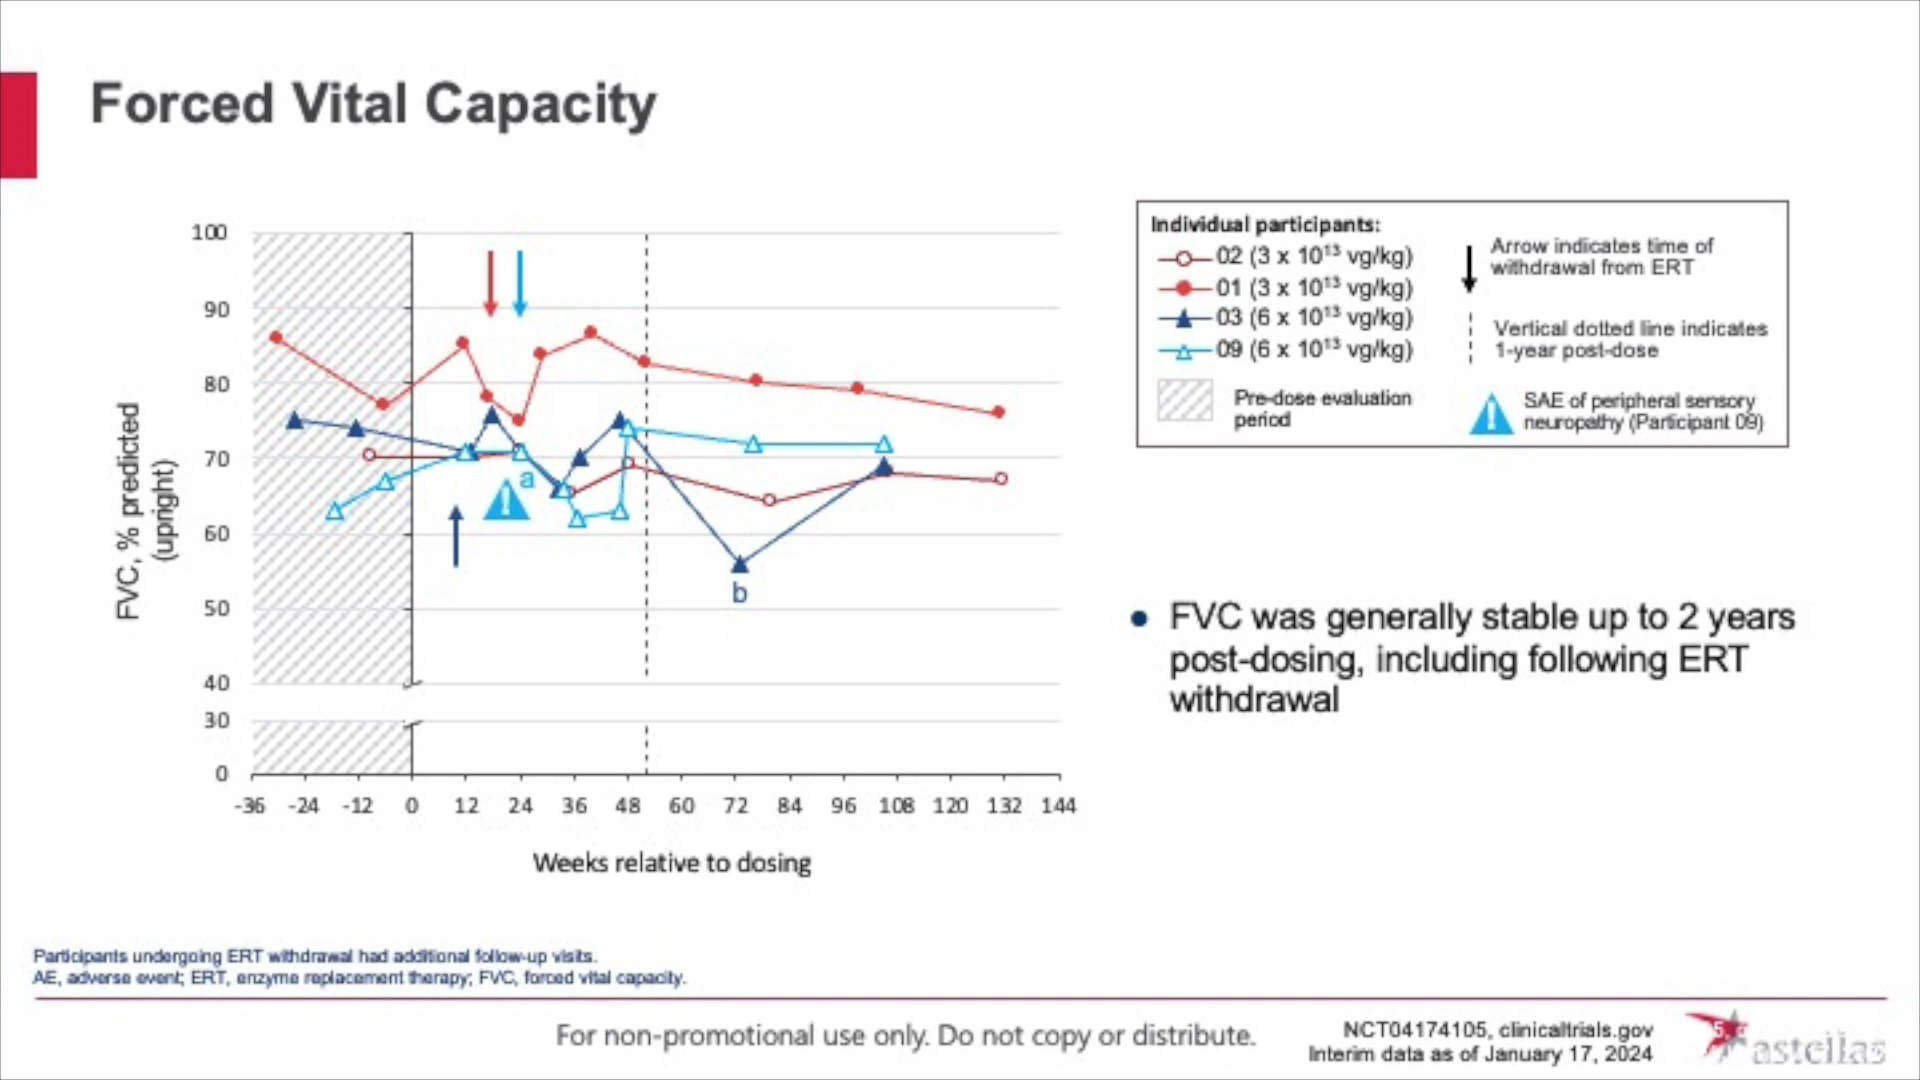 Forced Vital Capacity
100
90
80
70
60
50
40
30
0
FVC, % predicted
(upright)
a
b
-36 -24 -12 0 12 24 36 48 60 72 84 96 108 120 132 144
Weeks relative to dosing
Individual participants:
02 (3 x 10¹³ vg/kg)
01 (3 x 10¹³ vg/kg)
03 (6 x 10¹³ vg/kg)
09 (6 x 10¹³ vg/kg)
Pre-dose evaluation
period
Arrow indicates time of
withdrawal from ERT
Vertical dotted line indicates
1-year post-dose
!
SAE of peripheral sensory
neuropathy (Participant 09)
• FVC was generally stable up to 2 years
post-dosing, including following ERT
withdrawal
Participants undergoing ERT withdrawal had additional follow-up visits.
AE, adverse event; ERT, enzyme replacement therapy; FVC, forced vital capacity.
For non-promotional use only. Do not copy or distribute.
NCT04174105, clinicaltrials.gov
Interim data as of January 17, 2024
astellas